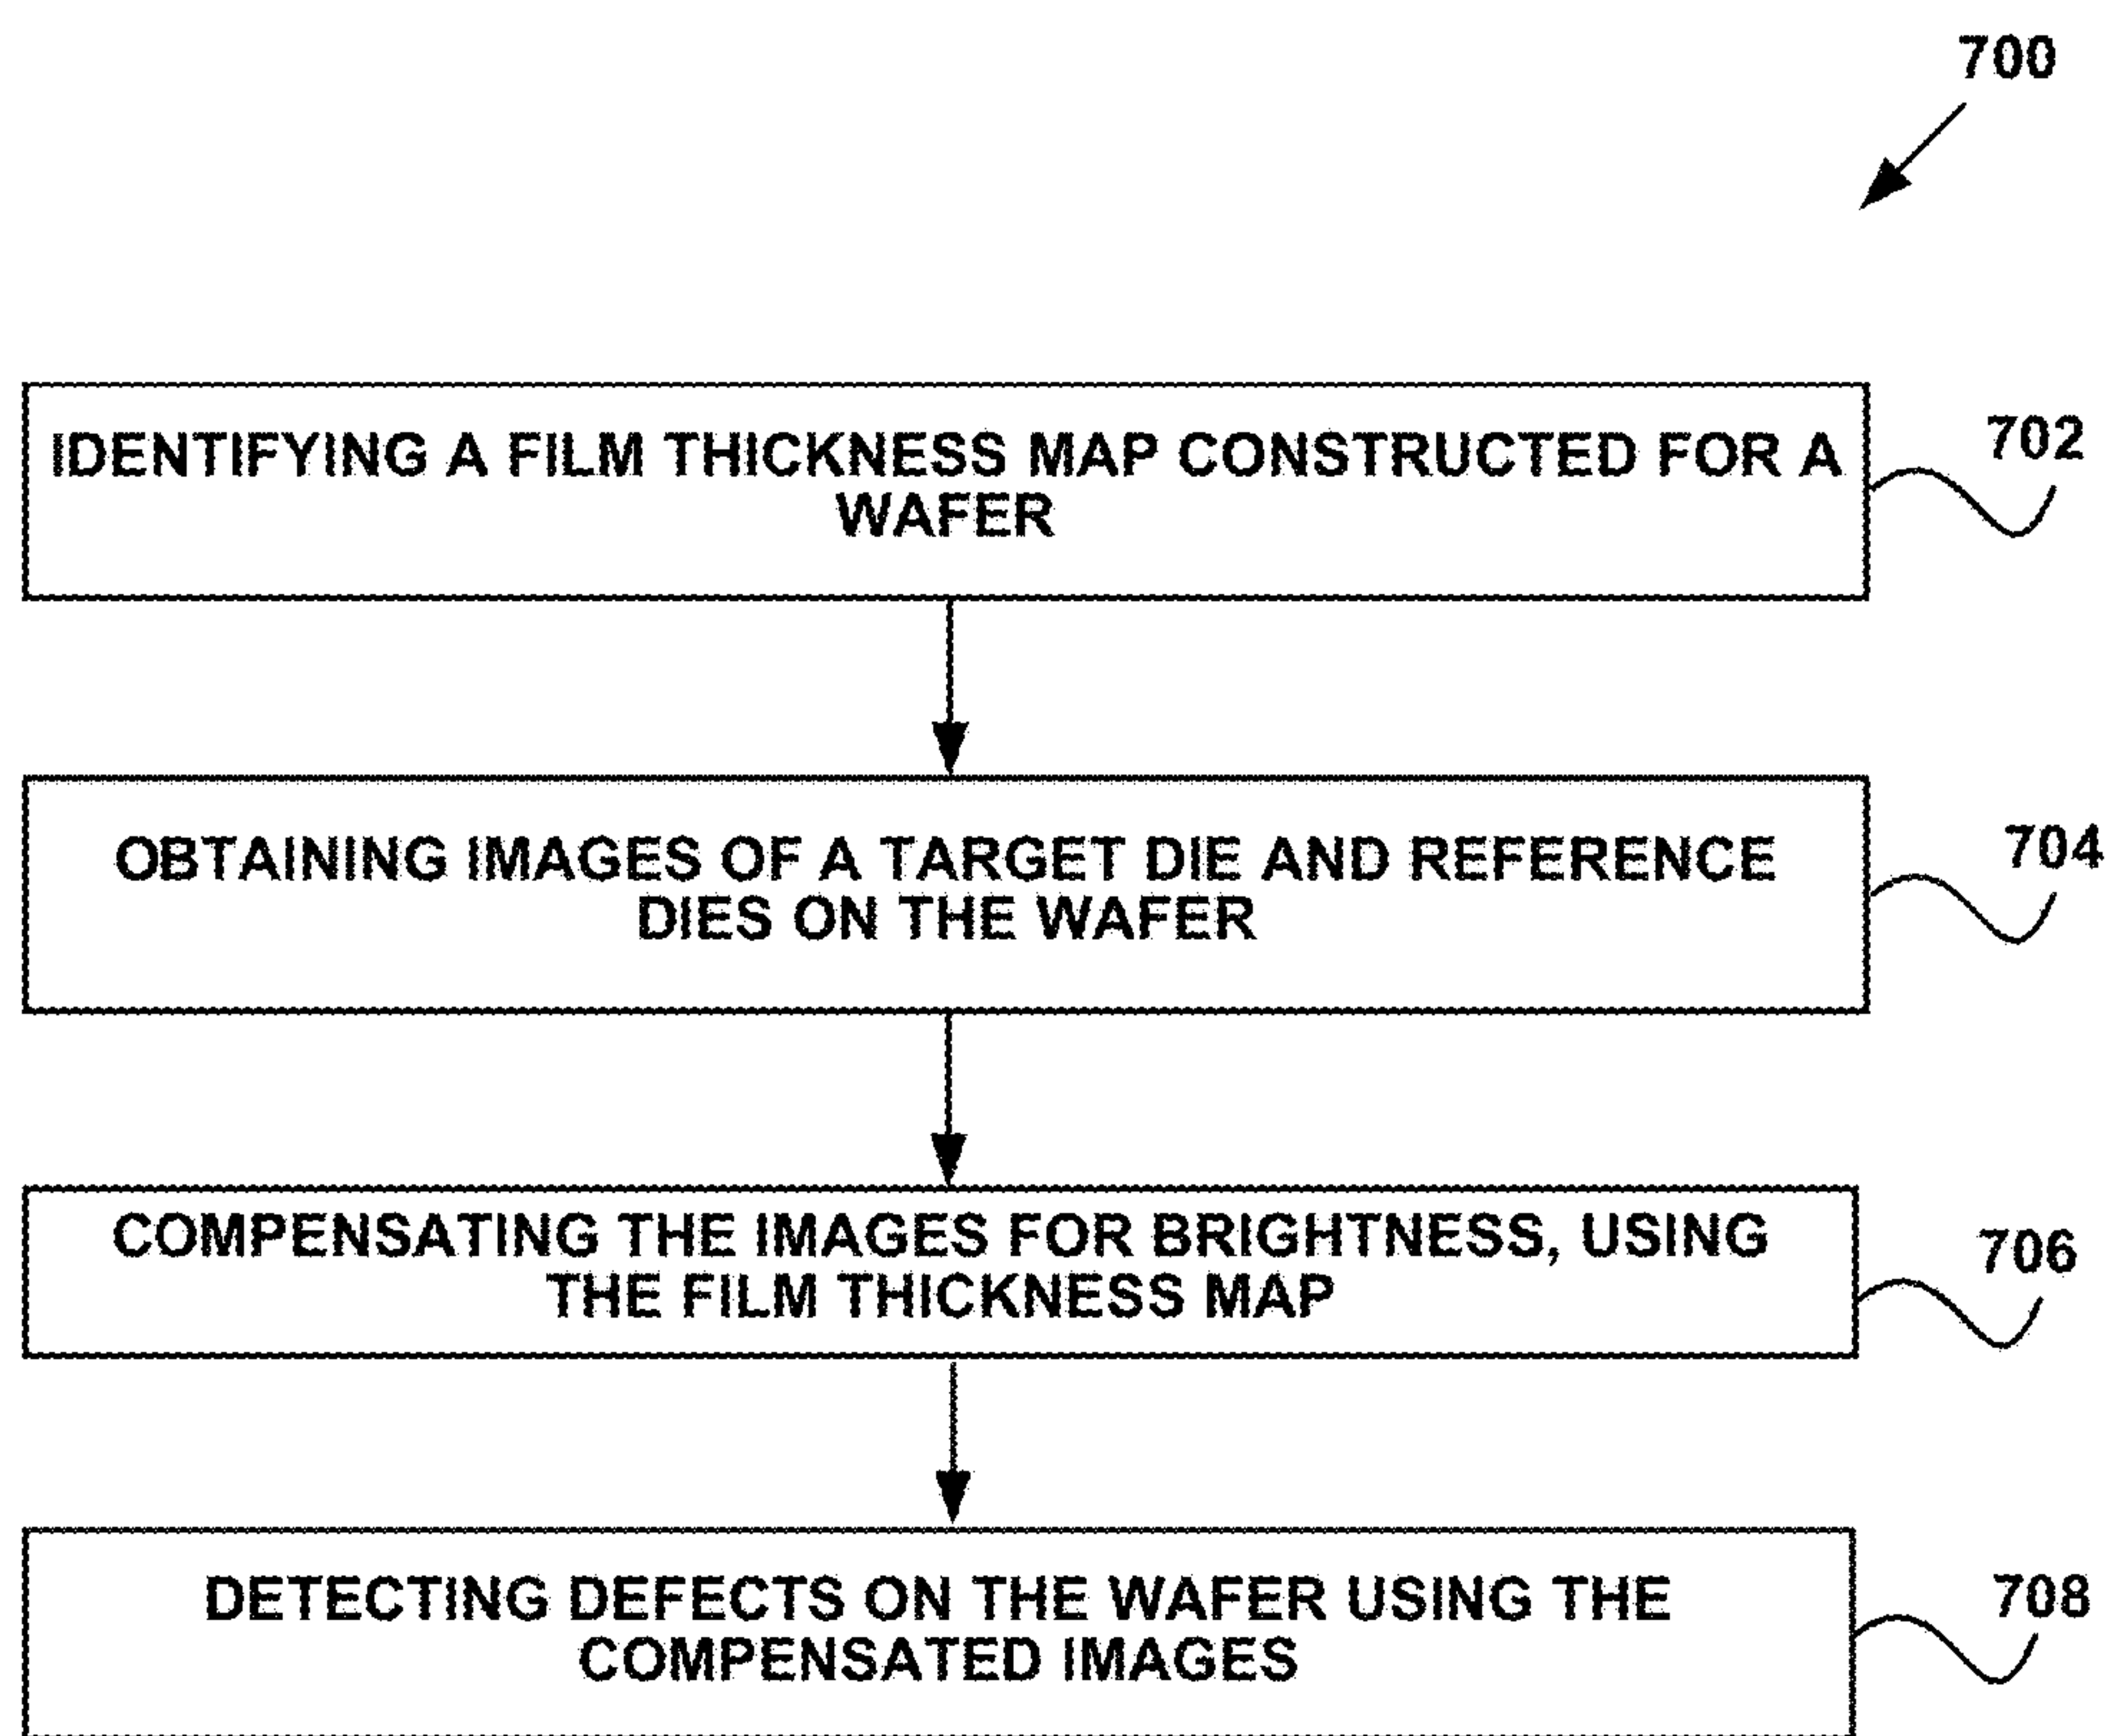 700
IDENTIFYING A FILM THICKNESS MAP CONSTRUCTED FOR A
WAFER
702
OBTAINING IMAGES OF A TARGET DIE AND REFERENCE
DIES ON THE WAFER
704
COMPENSATING THE IMAGES FOR BRIGHTNESS, USING
THE FILM THICKNESS MAP
706
DETECTING DEFECTS ON THE WAFER USING THE
COMPENSATED IMAGES
708